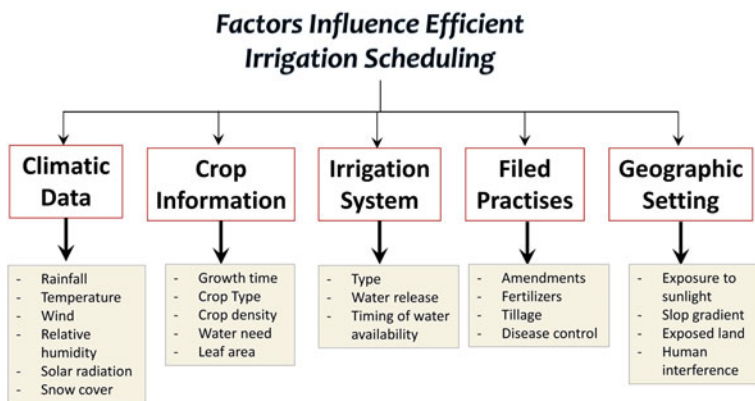 Factors Influence Efficient
Irrigation Scheduling
Climatic
Data
Crop
Information
Irrigation
System
Filed
Practises
Geographic
Setting
- Rainfall
- Temperature
- Wind
- Relative
humidity
- Solar radiation
- Snow cover
- Growth time
- Crop Type
- Crop density
- Water need
- Leaf area
- Type
- Water release
- Timing of water
availability
- Amendments
- Fertilizers
- Tillage
- Disease control
- Exposure to
sunlight
- Slop gradient
- Exposed land
- Human
interference